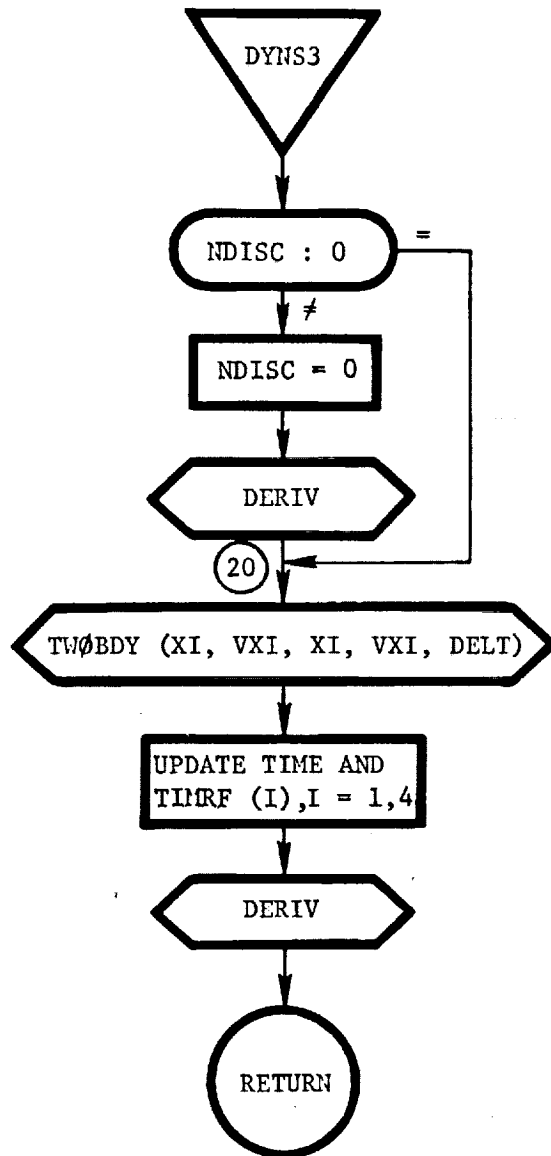 DYNS3
NDISC : 0
=
≠
NDISC = 0
DERIV
20
TWØBDY (XI, VXI, XI, VXI, DELT)
UPDATE TIME AND
TIMRF (I),I = 1,4
DERIV
RETURN